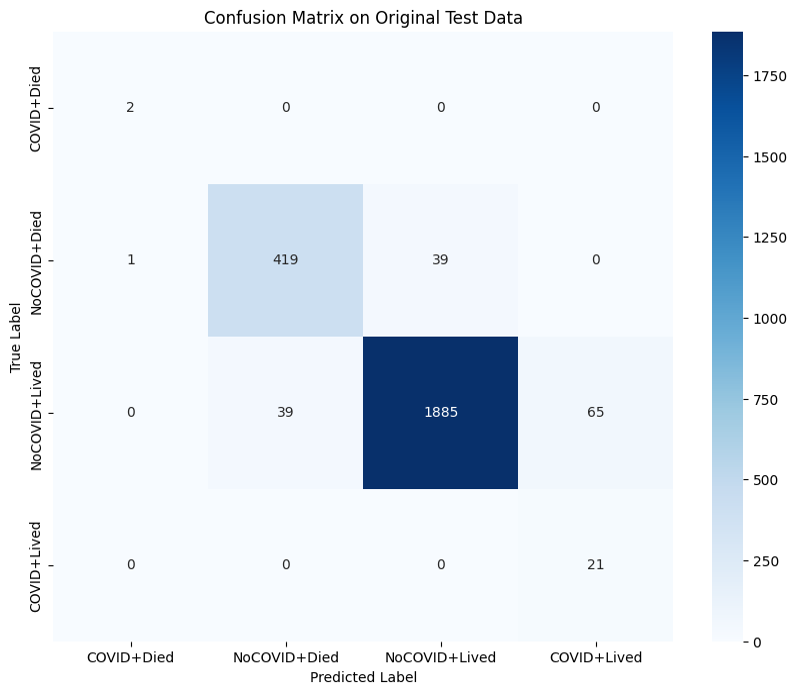 Confusion Matrix on Original Test Data
True Label
COVID+Died
2 0 0 0
NoCOVID+Died
1 419 39 0
NoCOVID+Lived
0 39 1885 65
COVID+Lived
0 0 0 21
COVID+Died NoCOVID+Died NoCOVID+Lived COVID+Lived
Predicted Label
1750
1500
1250
1000
750
500
250
0